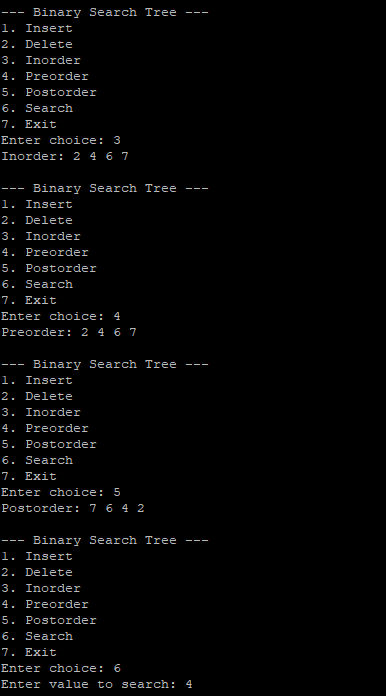 --- Binary Search Tree ---
1. Insert
2. Delete
3. Inorder
4. Preorder
5. Postorder
6. Search
7. Exit
Enter choice: 3
Inorder: 2 4 6 7

--- Binary Search Tree ---
1. Insert
2. Delete
3. Inorder
4. Preorder
5. Postorder
6. Search
7. Exit
Enter choice: 4
Preorder: 2 4 6 7

--- Binary Search Tree ---
1. Insert
2. Delete
3. Inorder
4. Preorder
5. Postorder
6. Search
7. Exit
Enter choice: 5
Postorder: 7 6 4 2

--- Binary Search Tree ---
1. Insert
2. Delete
3. Inorder
4. Preorder
5. Postorder
6. Search
7. Exit
Enter choice: 6
Enter value to search: 4